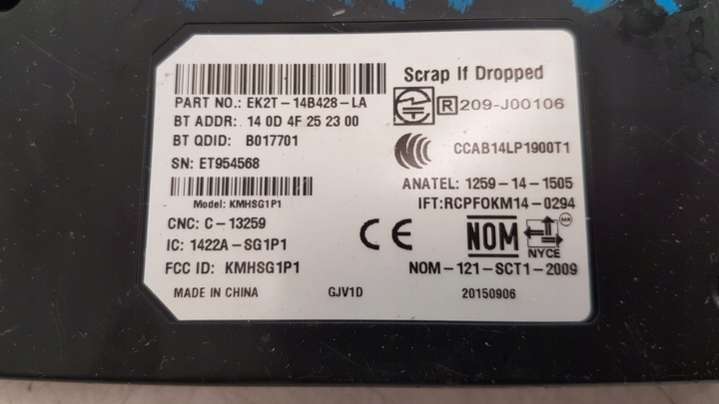 Scrap If Dropped
PART NO.: EK2T-14B428-LA
R 209-J00106
BT ADDR: 14 0D 4F 25 23 00
BT QDID: B017701
CCAB14LP1900T1
SN: ET954568
ANATEL: 1259-14-1505
Model: KMHSG1P1
IFT:RCPFOKM14-0294
CNC: C-13259
IC: 1422A-SG1P1
CE
NOM
NYCE
FCC ID: KMHSG1P1
NOM-121-SCT1-2009
MADE IN CHINA
GJV1D
20150906